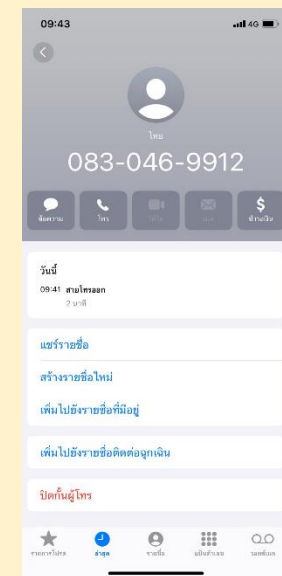 09:43
4G
ใหม
083-046-9912
ข้อความ
โทร
วิดีโอ
เมล
ชำระเงิน
วันนี้
09:41 สายโทรออก
2 นาที
แชร์รายชื่อ
สร้างรายชื่อใหม่
เพิ่มไปยังรายชื่อที่มีอยู่
เพิ่มไปยังรายชื่อติดต่อฉุกเฉิน
ปิดกั้นผู้โทร
รายการโปรด
ล่าสุด
รายชื่อ
แป้นตัวเลข
วอยซ์เมล